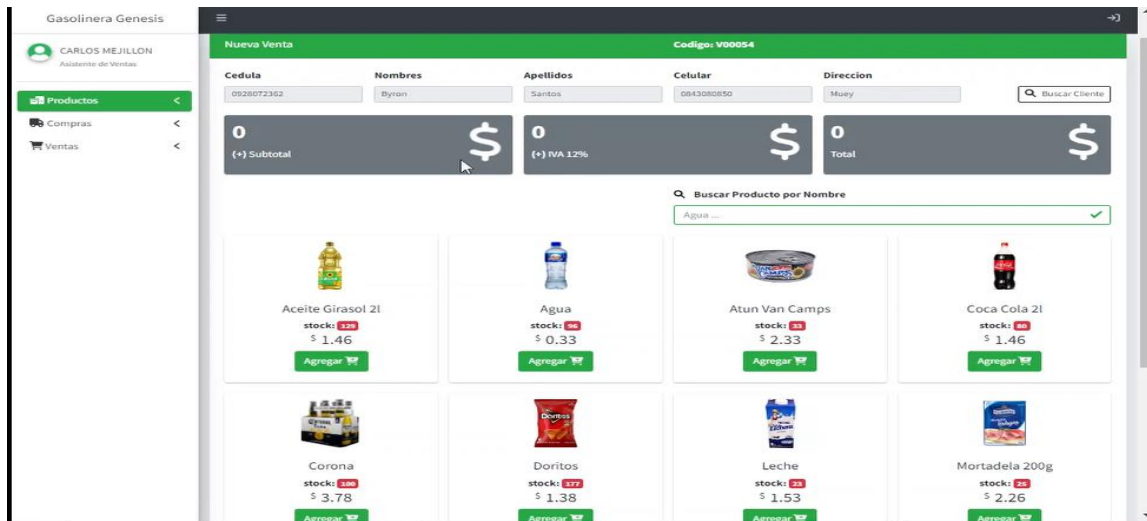 Gasolinera Genesis
CARLOS MEJILLON
Asistente de Ventas
Productos
Compras
Ventas
Nueva Venta Codigo: V00054
Cedula Nombres Apellidos Celular Direccion
0928072362 Byron Santos 0843080850 Muey Buscar Cliente
0 $ 0 $ 0 $
(+) Subtotal (+) IVA 12% Total
Buscar Producto por Nombre
Agua ...
Aceite Girasol 2l Agua Atun Van Camps Coca Cola 2l
stock: 129 stock: 96 stock: 33 stock: 80
$ 1.46 $ 0.33 $ 2.33 $ 1.46
Agregar Agregar Agregar Agregar
Doritos
Corona Doritos Leche Mortadela 200g
stock: 100 stock: 177 stock: 23 stock: 25
$ 3.78 $ 1.38 $ 1.53 $ 2.26
Agregar Agregar Agregar Agregar